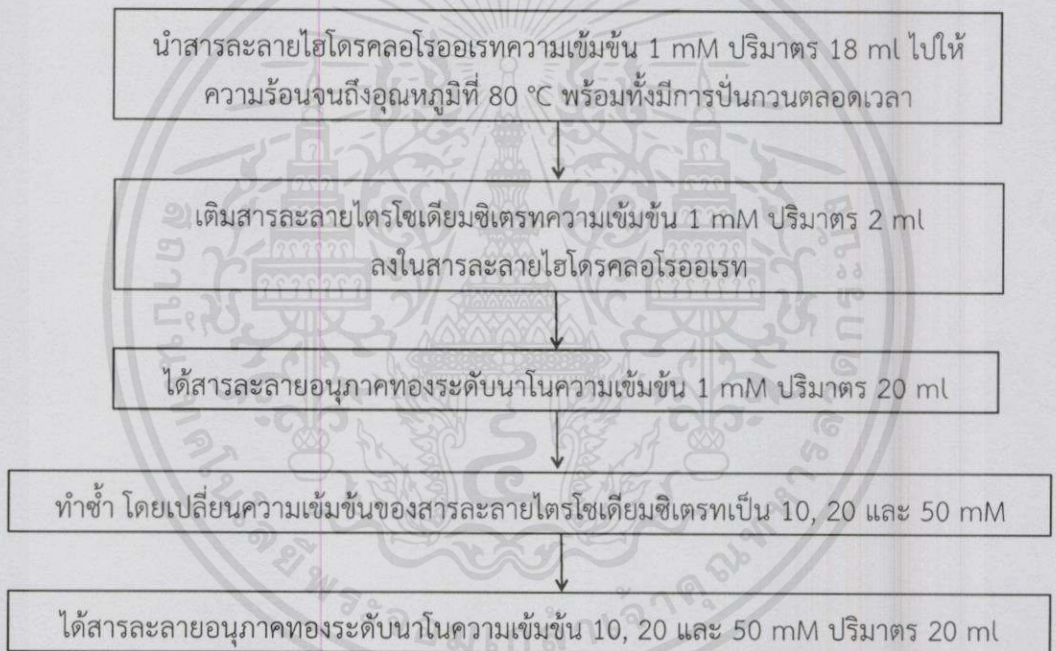 นำสารละลายไฮโดรคลอโรออเรทความเข้มข้น 1 mM ปริมาตร 18 ml ไปให้
ความร้อนจนถึงอุณหภูมิที่ 80 °C พร้อมทั้งมีการปั่นกวนตลอดเวลา
เติมสารละลายไตรโซเดียมซิเตรทความเข้มข้น 1 mM ปริมาตร 2 ml
ลงในสารละลายไฮโดรคลอโรออเรท
ได้สารละลายอนุภาคทองระดับนาโนความเข้มข้น 1 mM ปริมาตร 20 ml
ทำซ้ำ โดยเปลี่ยนความเข้มข้นของสารละลายไตรโซเดียมซิเตรทเป็น 10, 20 และ 50 mM
ได้สารละลายอนุภาคทองระดับนาโนความเข้มข้น 10, 20 และ 50 mM ปริมาตร 20 ml